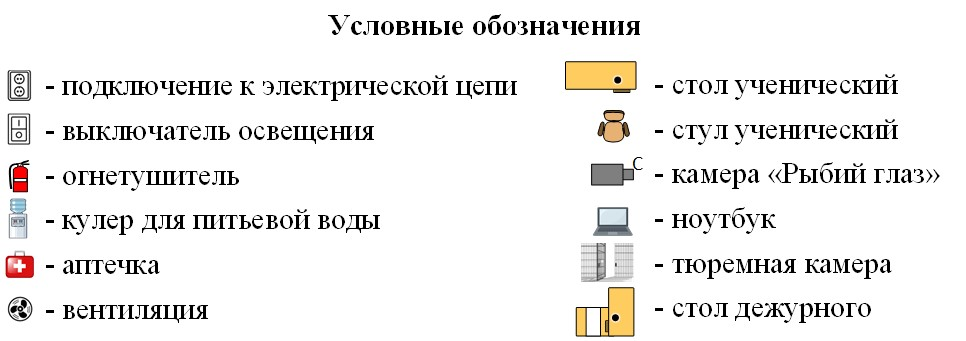 Условные обозначения
- подключение к электрической цепи
- выключатель освещения
- огнетушитель
- кулер для питьевой воды
- аптечка
- вентиляция
- стол ученический
- стул ученический
С - камера «Рыбий глаз»
- ноутбук
- тюремная камера
- стол дежурного